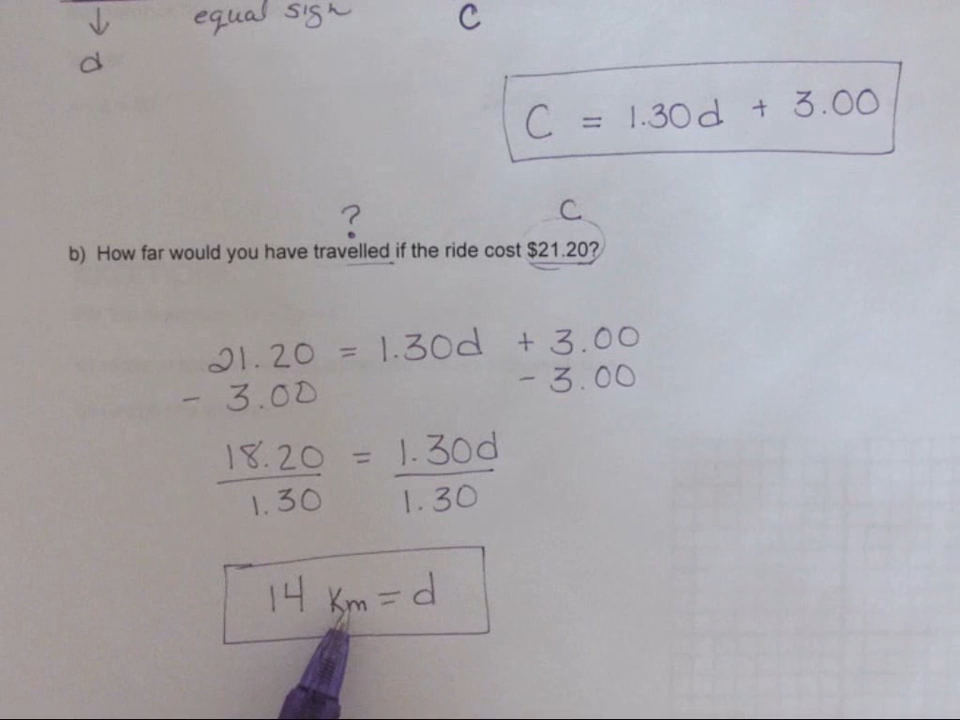 equal sign C
d
C = 1.30d + 3.00
? C
b) How far would you have travelled if the ride cost $21.20?
21.20 = 1.30d + 3.00
- 3.00 - 3.00
18.20 = 1.30d
1.30 1.30
14 Km = d